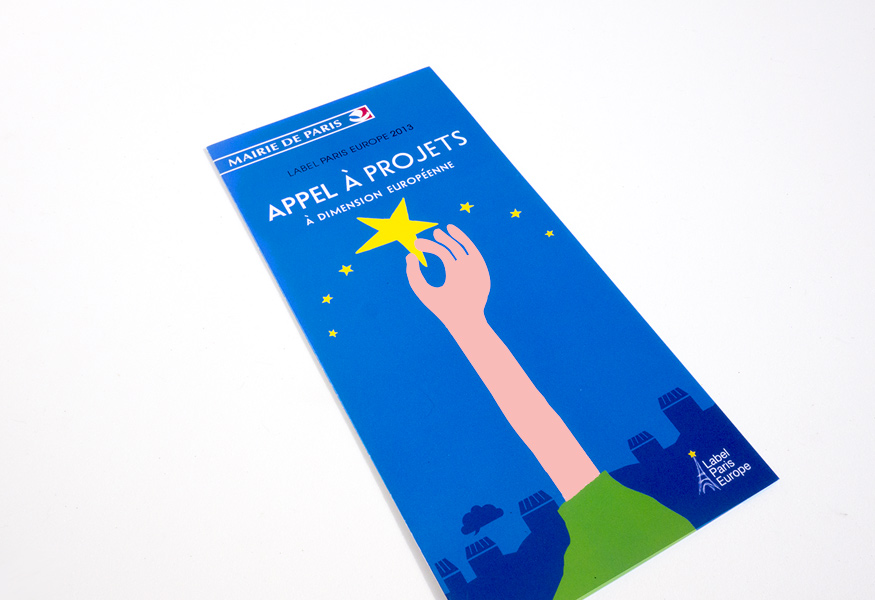 MAIRIE DE PARIS
LABEL PARIS EUROPE 2013
APPEL À PROJETS
À DIMENSION EUROPÉENNE
Label
Paris
Europe